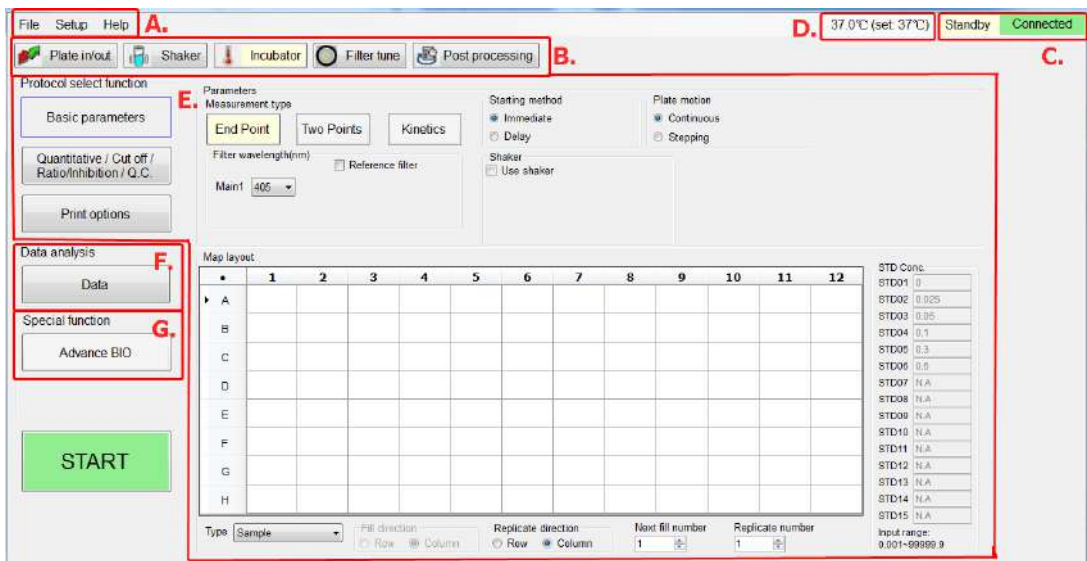 File Setup Help A. D. 37.0℃ (set: 37℃) Standby Connected
Plate in/out Shaker Incubator Filter tune Post processing B. C.
Protocol select function
E.
Basic parameters
Quantitative / Cut off /
Ratio/Inhibition / Q.C.
Print options
Parameters
Measurement type
End Point Two Points Kinetics
Filter wavelength(nm)
Reference filter
Main1 405
Starting method
Immediate
Delay
Plate motion
Continuous
Stepping
Shaker
Use shaker
Data analysis
F.
Data
Special function
G.
Advance BIO
START
Map layout
1 2 3 4 5 6 7 8 9 10 11 12
A
B
C
D
E
F
G
H
STD Conc.
STD01 0
STD02 0.025
STD03 0.05
STD04 0.1
STD05 0.3
STD06 0.5
STD07 N.A
STD08 N.A
STD09 N.A
STD10 N.A
STD11 N.A
STD12 N.A
STD13 N.A
STD14 N.A
STD15 N.A
Input range:
0.001~99999.9
Type Sample
Fill direction
Row Column
Replicate direction
Row Column
Next fill number
1
Replicate number
1